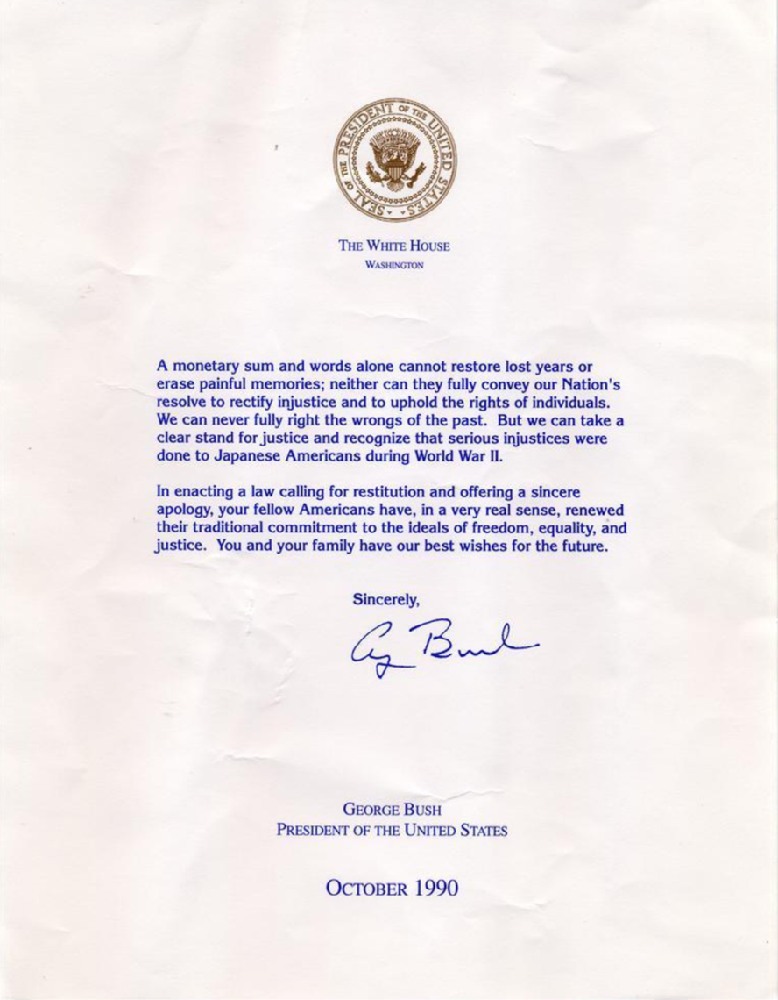 SEAL OF THE PRESIDENT OF THE UNITED STATES
THE WHITE HOUSE
WASHINGTON
A monetary sum and words alone cannot restore lost years or
erase painful memories; neither can they fully convey our Nation's
resolve to rectify injustice and to uphold the rights of individuals.
We can never fully right the wrongs of the past. But we can take a
clear stand for justice and recognize that serious injustices were
done to Japanese Americans during World War II.
In enacting a law calling for restitution and offering a sincere
apology, your fellow Americans have, in a very real sense, renewed
their traditional commitment to the ideals of freedom, equality, and
justice. You and your family have our best wishes for the future.
Sincerely,
G Bush
GEORGE BUSH
PRESIDENT OF THE UNITED STATES
OCTOBER 1990